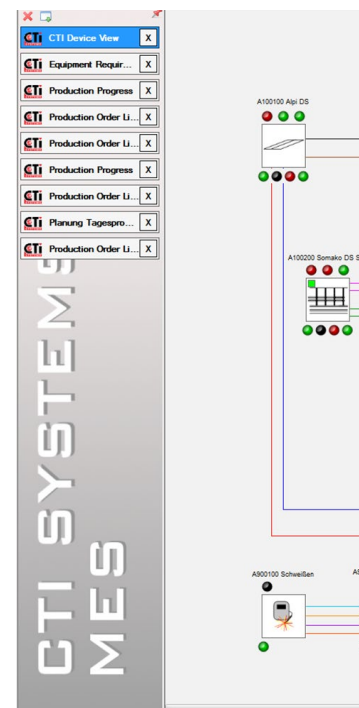 CTi CTI Device View X
CTi Equipment Requir... X
CTi Production Progress X
CTi Production Order Li... X
CTi Production Order Li... X
CTi Production Progress X
CTi Production Order Li... X
CTi Planung Tagespro... X
CTi Production Order Li... X
CTI SYSTEMS
MES
A100100 Alpi DS
A100200 Somako DS S
A900100 Schweißen